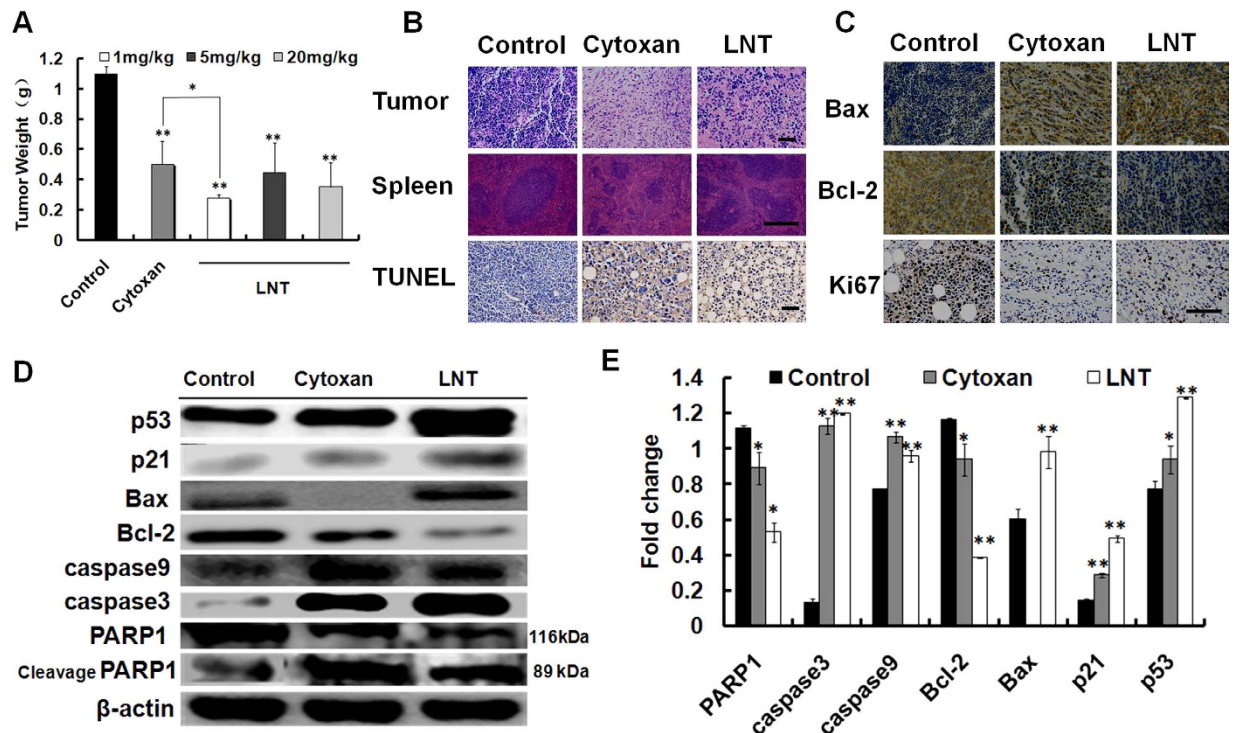 A
1mg/kg 5mg/kg 20mg/kg
Tumor Weight (g)
1.2
1
0.8
0.6
0.4
0.2
0
*
**
**
**
**
Control
Cytoxan
LNT
B
Control Cytoxan LNT
Tumor
Spleen
TUNEL
C
Control Cytoxan LNT
Bax
Bcl-2
Ki67
D
Control Cytoxan LNT
p53
p21
Bax
Bcl-2
caspase9
caspase3
PARP1 116kDa
Cleavage PARP1 89 kDa
β-actin
E
Control Cytoxan LNT
Fold change
1.4
1.2
1
0.8
0.6
0.4
0.2
0
* * ** ** ** ** * ** ** ** ** * **
PARP1
caspase3
caspase9
Bcl-2
Bax
p21
p53